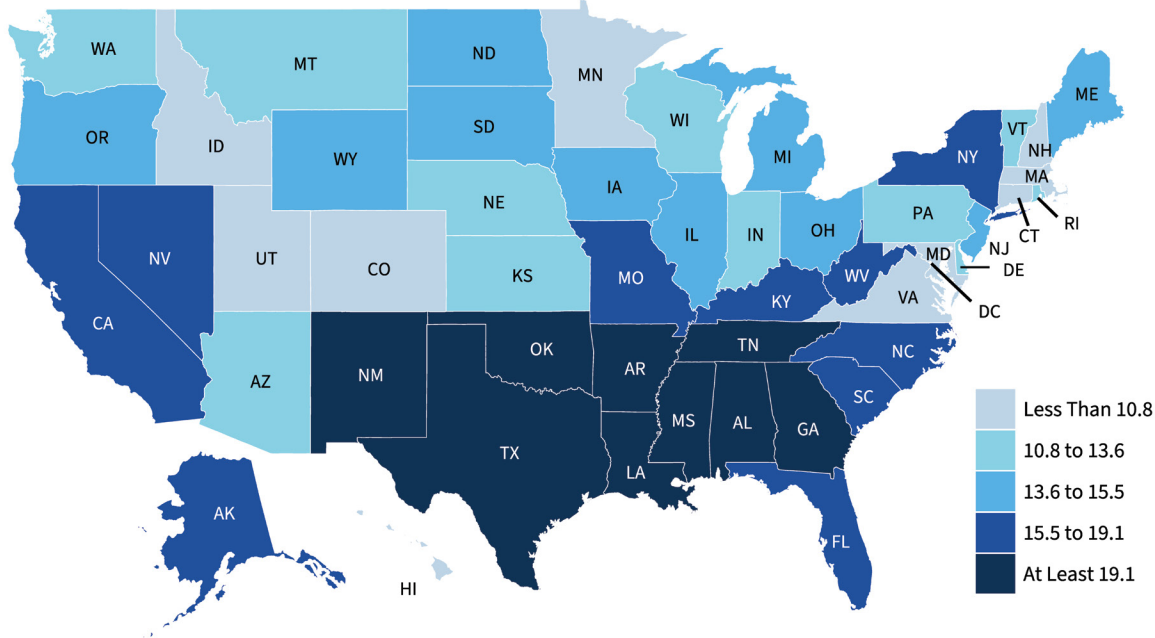 WA
MT
ND
MN
OR
ID
WY
SD
WI
MI
VT
NH
ME
NY
MA
CT
RI
NV
UT
CO
NE
IA
IL
IN
OH
PA
NJ
MD
DE
DC
CA
KS
MO
KY
WV
VA
AZ
NM
OK
AR
TN
NC
SC
TX
LA
MS
AL
GA
FL
AK
HI
Less Than 10.8
10.8 to 13.6
13.6 to 15.5
15.5 to 19.1
At Least 19.1